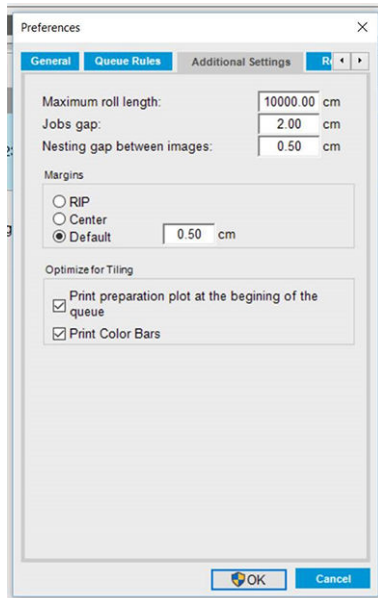 Preferences
General Queue Rules Additional Settings
Maximum roll length: 10000.00 cm
Jobs gap: 2.00 cm
Nesting gap between images: 0.50 cm
Margins
RIP
Center
Default 0.50 cm
Optimize for Tiling
Print preparation plot at the begining of the
queue
Print Color Bars
OK Cancel